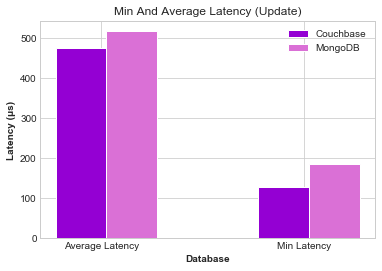 Min And Average Latency (Update)
Couchbase
MongoDB
Latency (μs)
500
400
300
200
100
0
Average Latency
Min Latency
Database